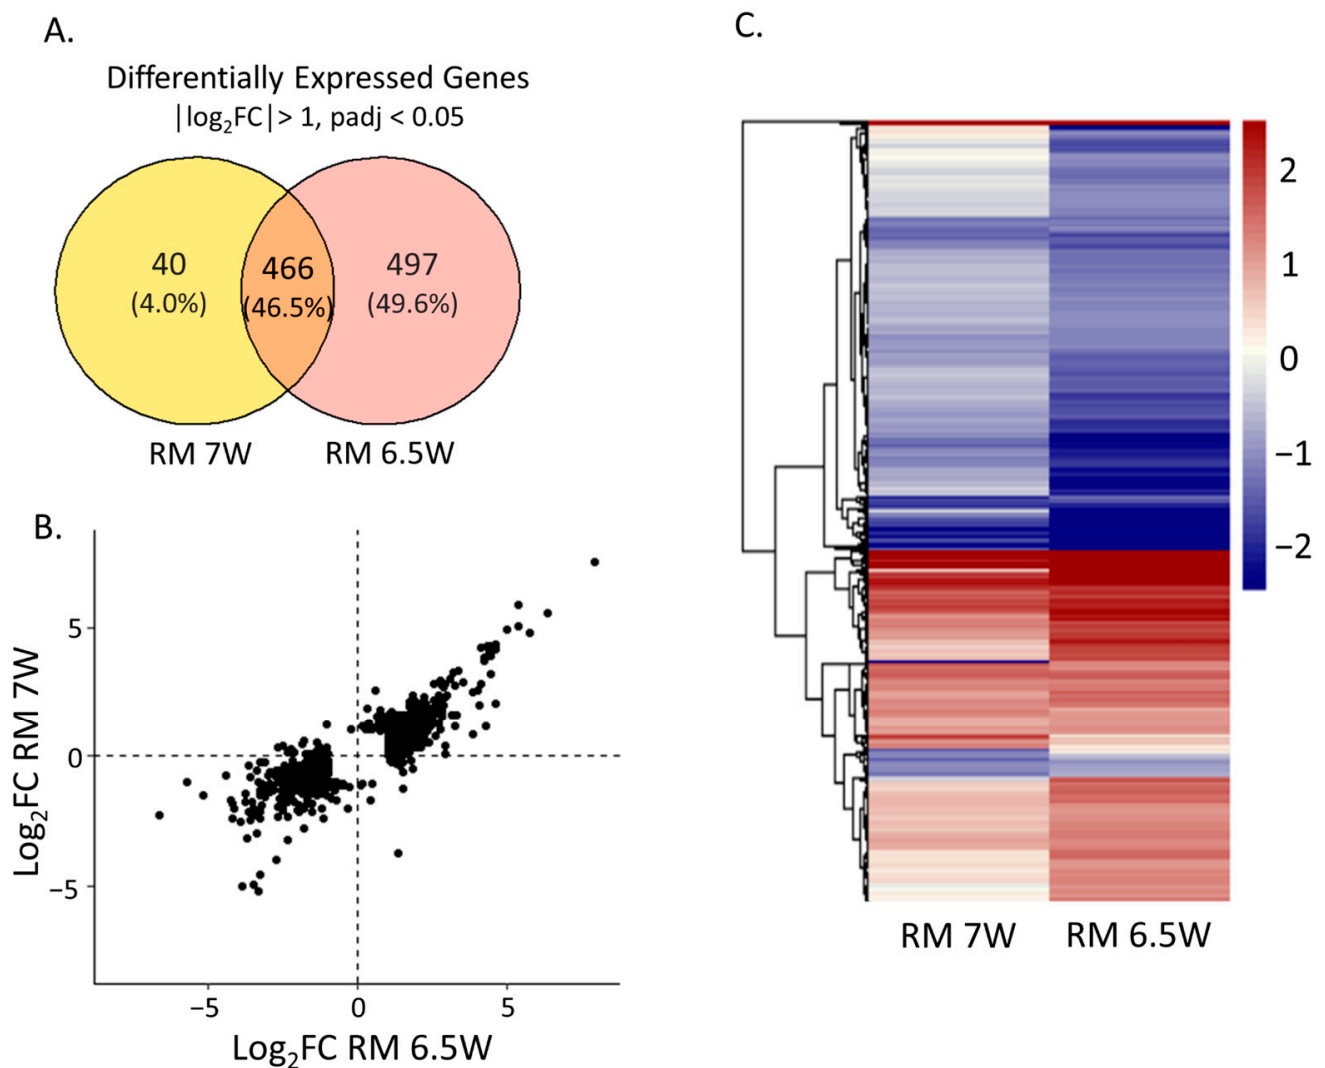 A.
Differentially Expressed Genes
|log₂FC|> 1, padj < 0.05
40
(4.0%)
466
(46.5%)
497
(49.6%)
RM 7W
RM 6.5W
B.
Log₂FC RM 7W
5
0
−5
−5
0
5
Log₂FC RM 6.5W
C.
2
1
0
−1
−2
RM 7W
RM 6.5W